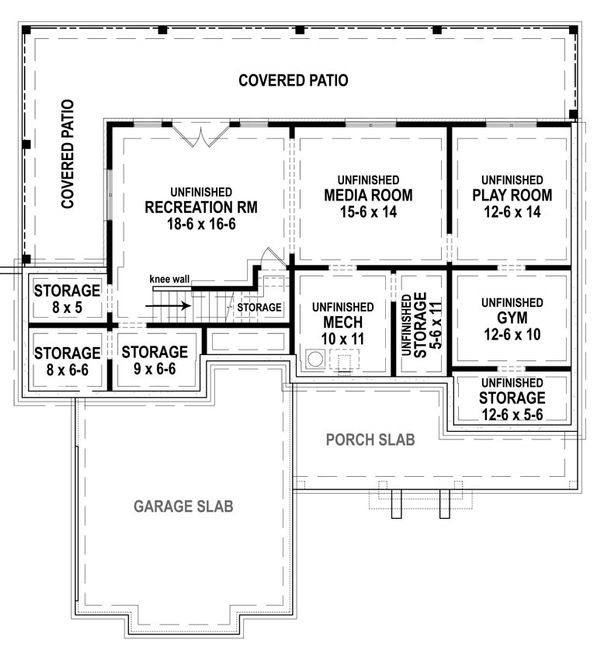 COVERED PATIO
COVERED PATIO
UNFINISHED
RECREATION RM
18-6 x 16-6
UNFINISHED
MEDIA ROOM
15-6 x 14
UNFINISHED
PLAY ROOM
12-6 x 14
knee wall
STORAGE
8 x 5
STORAGE
UNFINISHED
MECH
10 x 11
UNFINISHED
STORAGE
5-6 x 11
UNFINISHED
GYM
12-6 x 10
STORAGE
8 x 6-6
STORAGE
9 x 6-6
UNFINISHED
STORAGE
12-6 x 5-6
PORCH SLAB
GARAGE SLAB